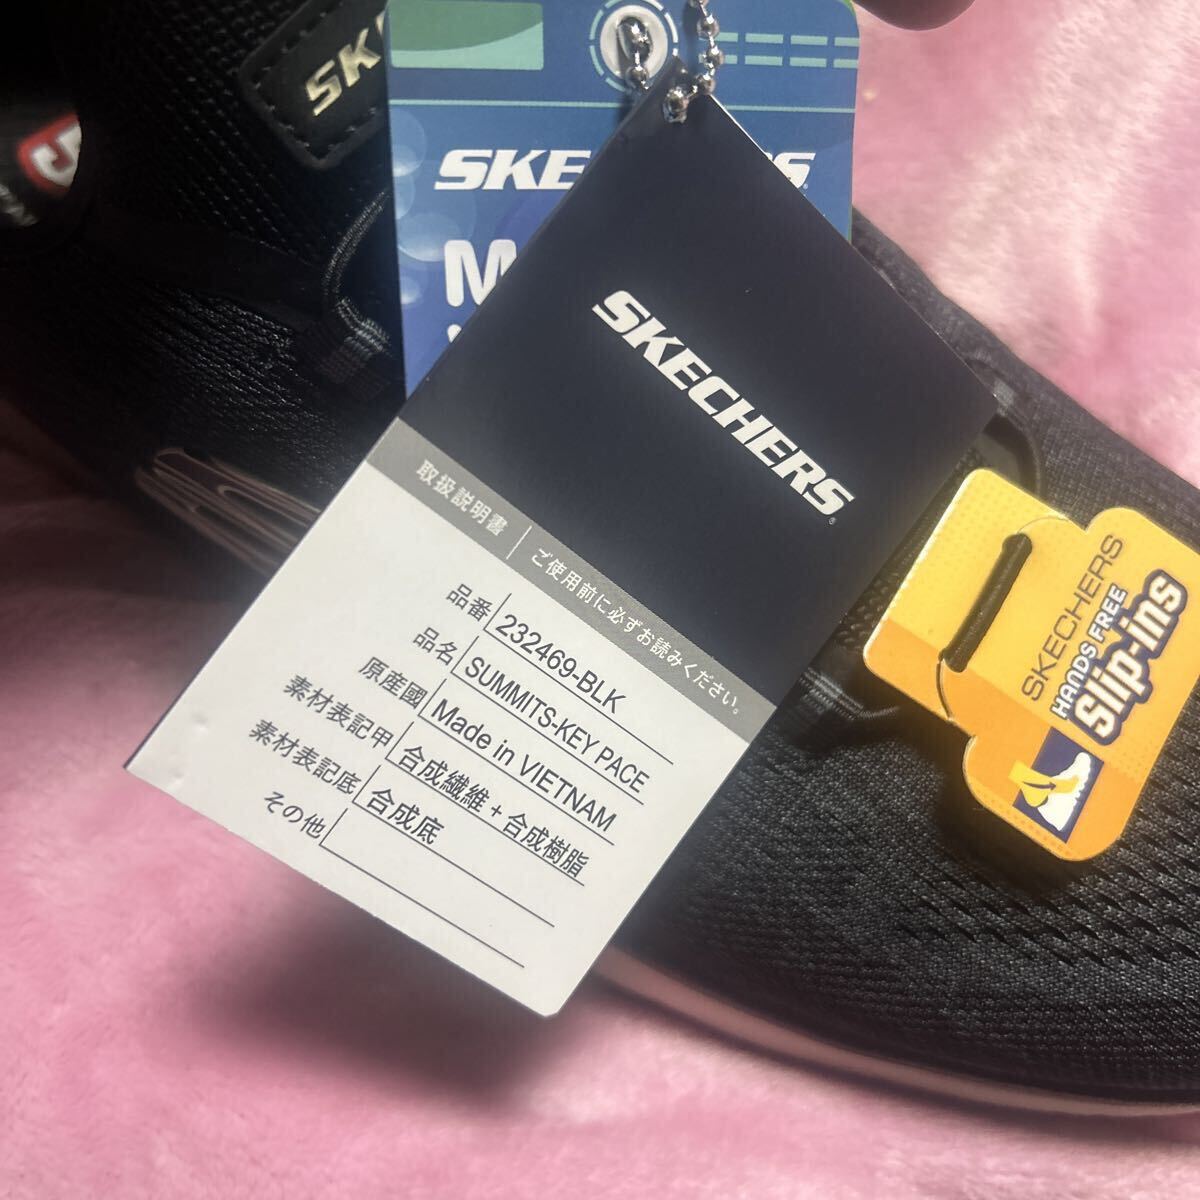 SK
SKE RS
M
SKECHERS
取扱説明書 ご使用前に必ずお読みください。
品番 232469-BLK
品名 SUMMITS-KEY PACE
原産國 Made in VIETNAM
素材表記甲 合成繊維+合成樹脂
素材表記底 合成底
その他
SKECHERS
HANDS FREE
Slip-ins